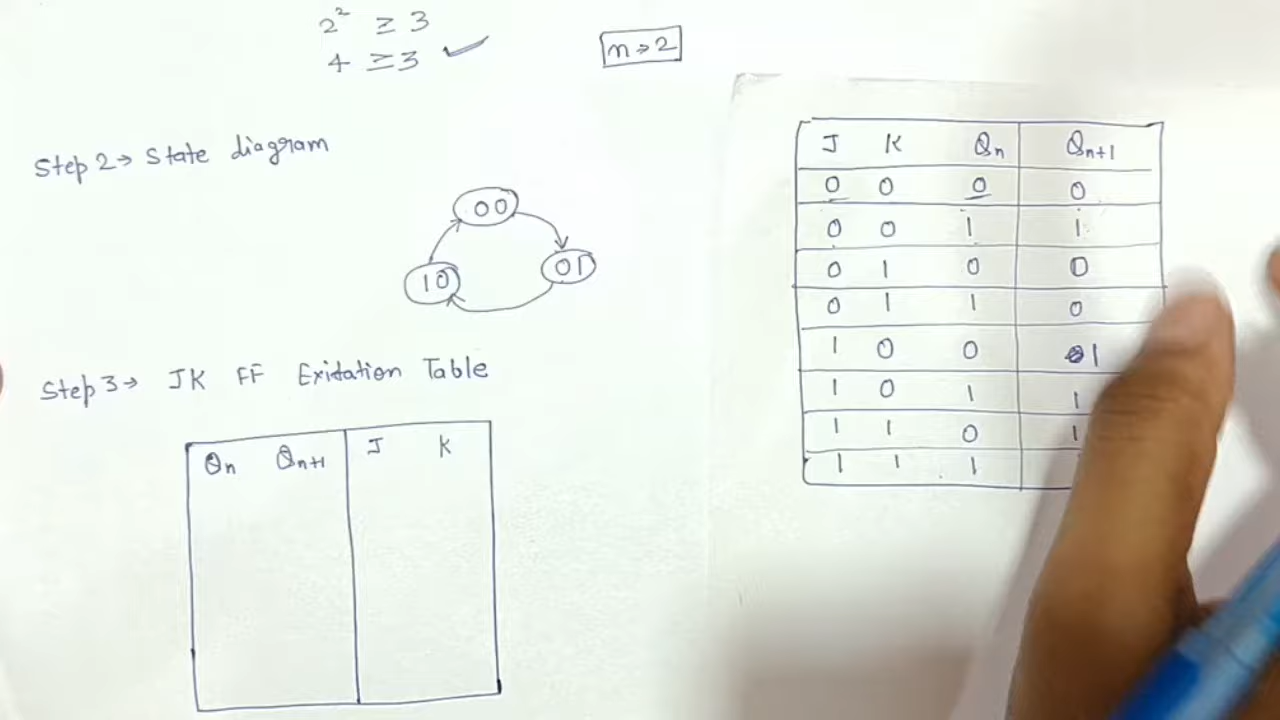 2² ≥ 3
4 ≥ 3 ✓
n → 2
Step 2 → State diagram
00
10 01
Step 3 → JK FF Exitation Table
Qn Qn+1 J K
J K Qn Qn+1
0 0 0 0
0 0 1 1
0 1 0 0
0 1 1 0
1 0 0 1
1 0 1 1
1 1 0 1
1 1 1